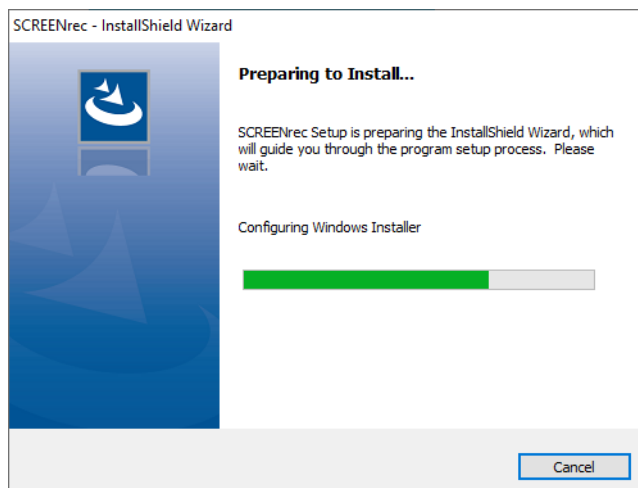 SCREENrec - InstallShield Wizard
Preparing to Install...
SCREENrec Setup is preparing the InstallShield Wizard, which
will guide you through the program setup process.  Please
wait.
Configuring Windows Installer
Cancel